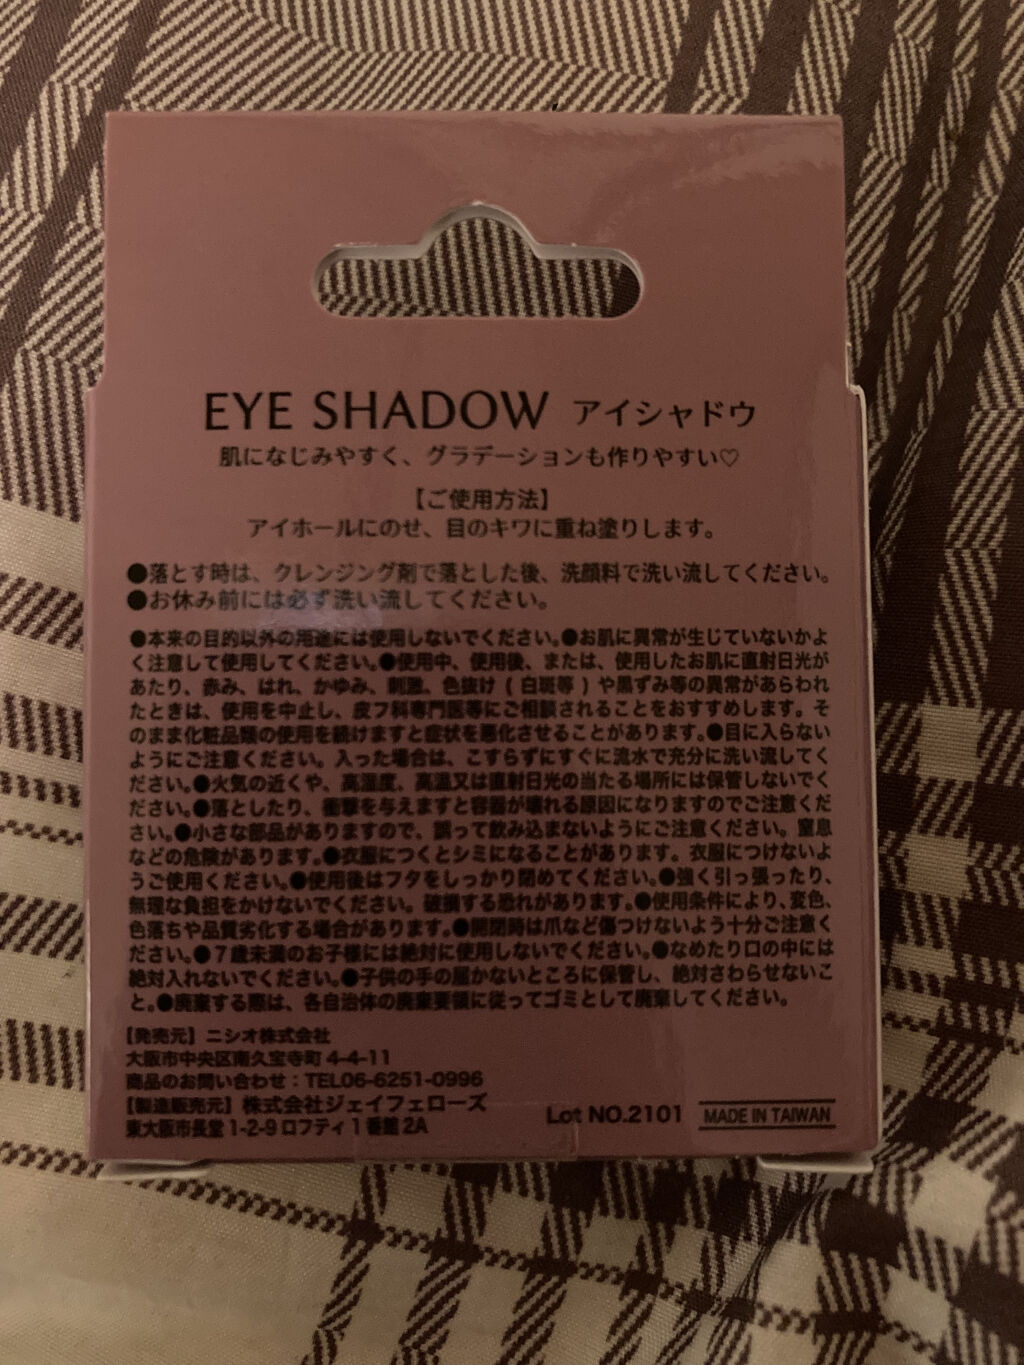 EYE SHADOW アイシャドウ
肌になじみやすく、グラデーションも作りやすい♡
【ご使用方法】
アイホールにのせ、目のキワに重ね塗りします。
●落とす時は、クレンジング剤で落とした後、洗顔料で洗い流してください。
●お休み前には必ず洗い流してください。
●本来の目的以外の用途には使用しないでください。●お肌に異常が生じていないかよ
く注意して使用してください。●使用中、使用後、または、使用したお肌に直射日光が
あたり、赤み、はれ、かゆみ、刺激、色抜け ( 白斑等 ) や黒ずみ等の異常があらわれ
たときは、使用を中止し、皮フ科専門医等にご相談されることをおすすめします。そ
のまま化粧品類の使用を続けますと症状を悪化させることがあります。●目に入らない
ようにご注意ください。入った場合は、こすらずにすぐに流水で充分に洗い流してく
ださい。●火気の近くや、高湿度、高温又は直射日光の当たる場所には保管しないでく
ださい。●落としたり、衝撃を与えますと容器が壊れる原因になりますのでご注意くだ
さい。●小さな部品がありますので、誤って飲み込まないようにご注意ください。窒息
などの危険があります。●衣服につくとシミになることがあります。衣服につけないよ
うご使用ください。●使用後はフタをしっかり閉めてください。●強く引っ張ったり、
無理な負担をかけないでください。破損する恐れがあります。●使用条件により、変色、
色落ちや品質劣化する場合があります。●開閉時は爪など傷つけないよう十分ご注意く
ださい。●7歳未満のお子様には絶対に使用しないでください。●なめたり口の中には
絶対入れないでください。●子供の手の届かないところに保管し、絶対さわらせないこ
と。●廃棄する際は、各自治体の廃棄要領に従ってゴミとして廃棄してください。
【発売元】ニシオ株式会社
大阪市中央区南久宝寺町 4-4-11
商品のお問い合わせ：TEL06-6251-0996
【製造販売元】株式会社ジェイフェローズ
東大阪市長堂 1-2-9 ロフティ1番館 2A
Lot NO.2101 MADE IN TAIWAN